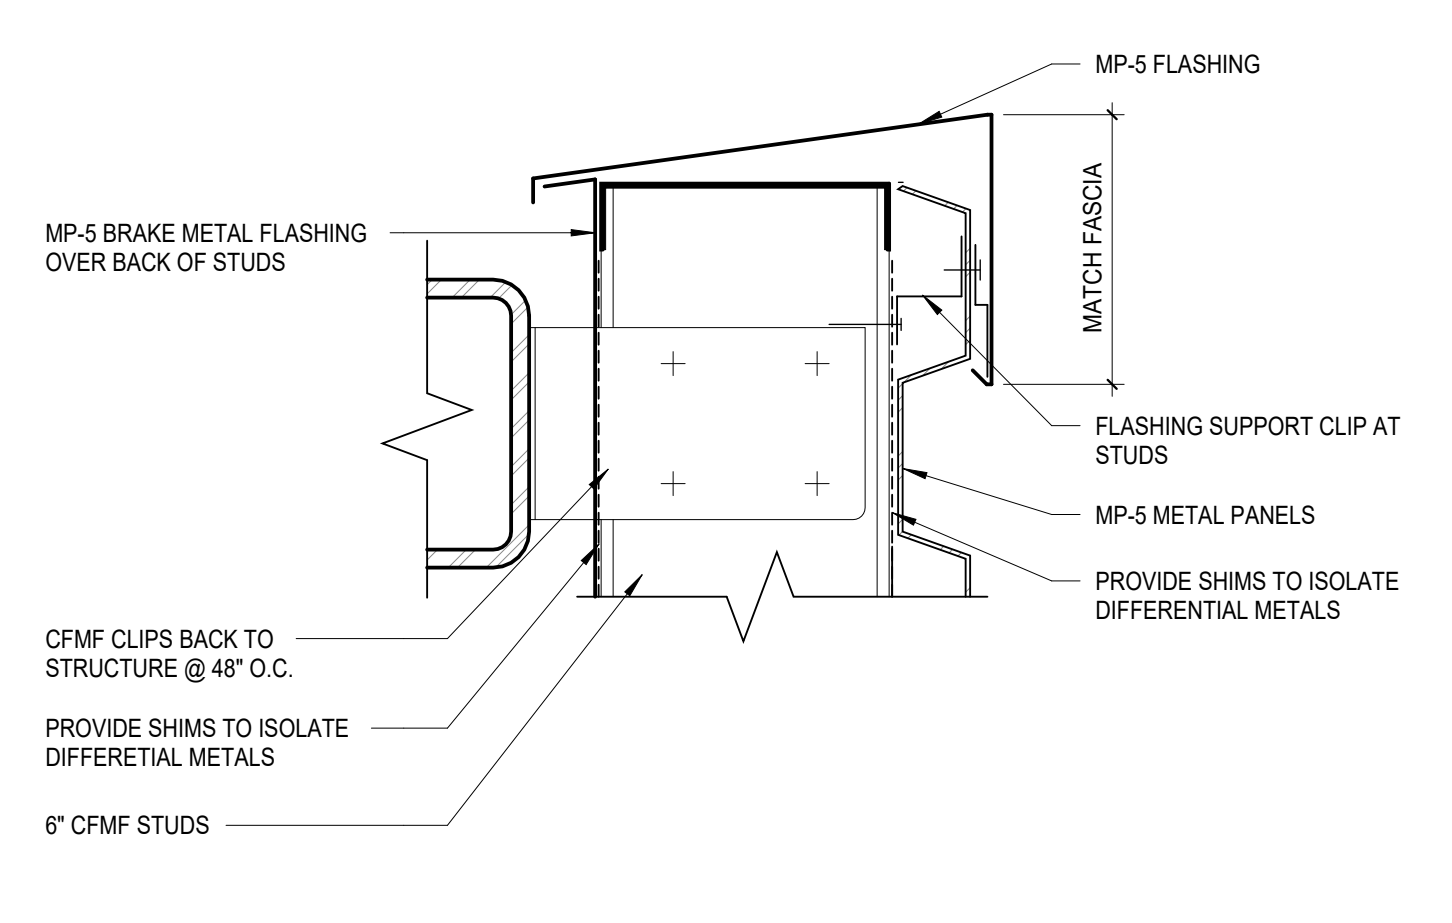 MP-5 FLASHING
MATCH FASCIA
MP-5 BRAKE METAL FLASHING
OVER BACK OF STUDS
FLASHING SUPPORT CLIP AT
STUDS
MP-5 METAL PANELS
PROVIDE SHIMS TO ISOLATE
DIFFERENTIAL METALS
CFMF CLIPS BACK TO
STRUCTURE @ 48" O.C.
PROVIDE SHIMS TO ISOLATE
DIFFERETIAL METALS
6" CFMF STUDS